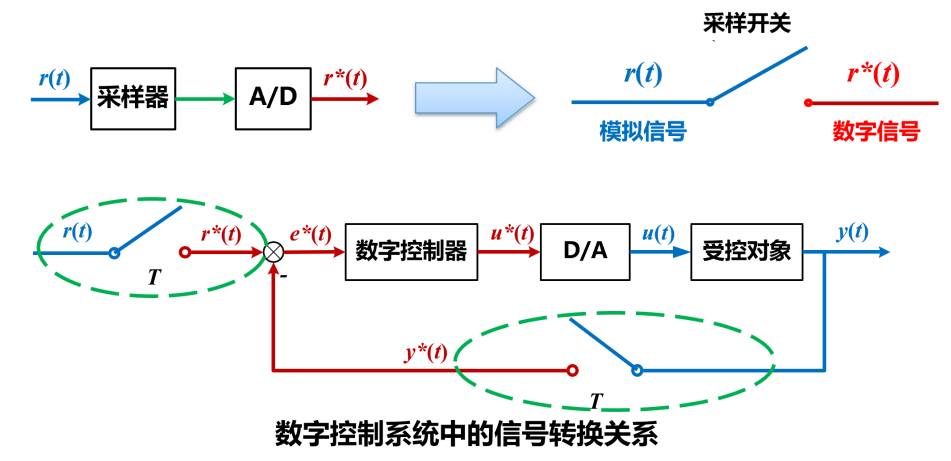 采样开关
r(t) 采样器 A/D r*(t)
r(t) r*(t)
模拟信号 数字信号
r(t) r*(t) e*(t) 数字控制器 u*(t) D/A u(t) 受控对象 y(t)
T -
y*(t)
T
数字控制系统中的信号转换关系